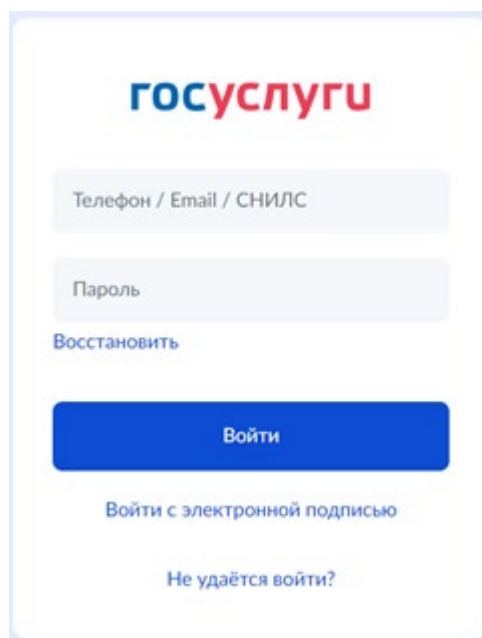 госуслуги
Телефон / Email / СНИЛС
Пароль
Восстановить
Войти
Войти с электронной подписью
Не удаётся войти?